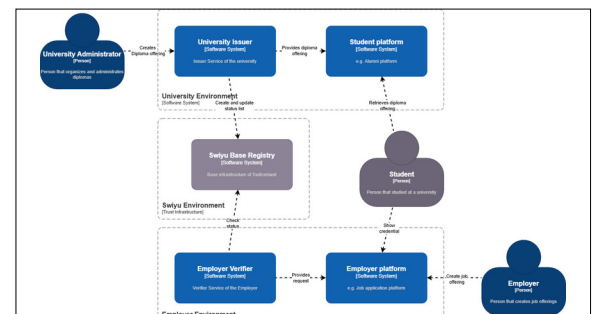 University Administrator
[Person]
Person that organizes and administrates
diplomas
Creates
Diploma offering
University Issuer
[Software System]
Issuer Service of the university
Provides diploma
offering
Student platform
[Software System]
e.g. Alumni platform
University Environment
[Software System]
Create and update
status list
Retrieves diploma
offering
Swiyu Base Registry
[Software System]
Base infrastructure of Switzerland
Student
[Person]
Person that studied at a university
Swiyu Environment
[Trust Infrastructure]
Check
status
Show
credential
Employer Verifier
[Software System]
Verifier Service of the Employer
Provides
request
Employer platform
[Software System]
e.g. Job application platform
Create job
offering
Employer
[Person]
Person that creates job offerings
Employer Environment